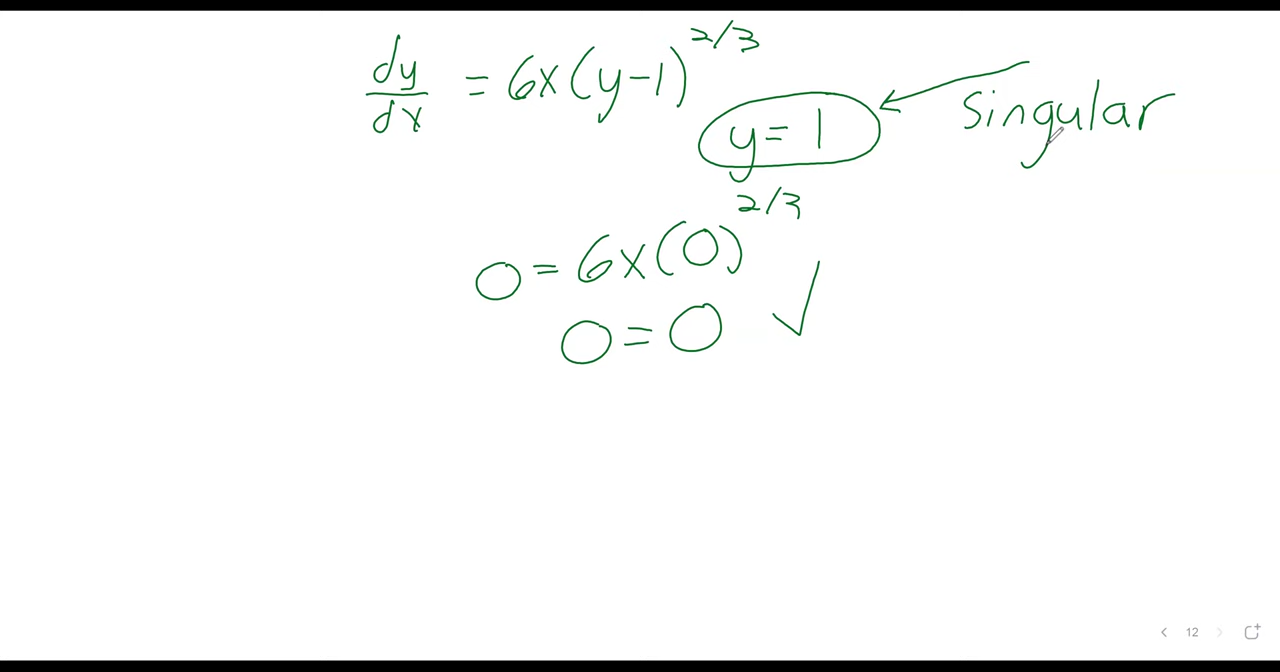 dy/dx = 6x(y-1)^2/3
y = 1
Singular
0 = 6x(0)^2/3
0 = 0 ✓
< 12 >